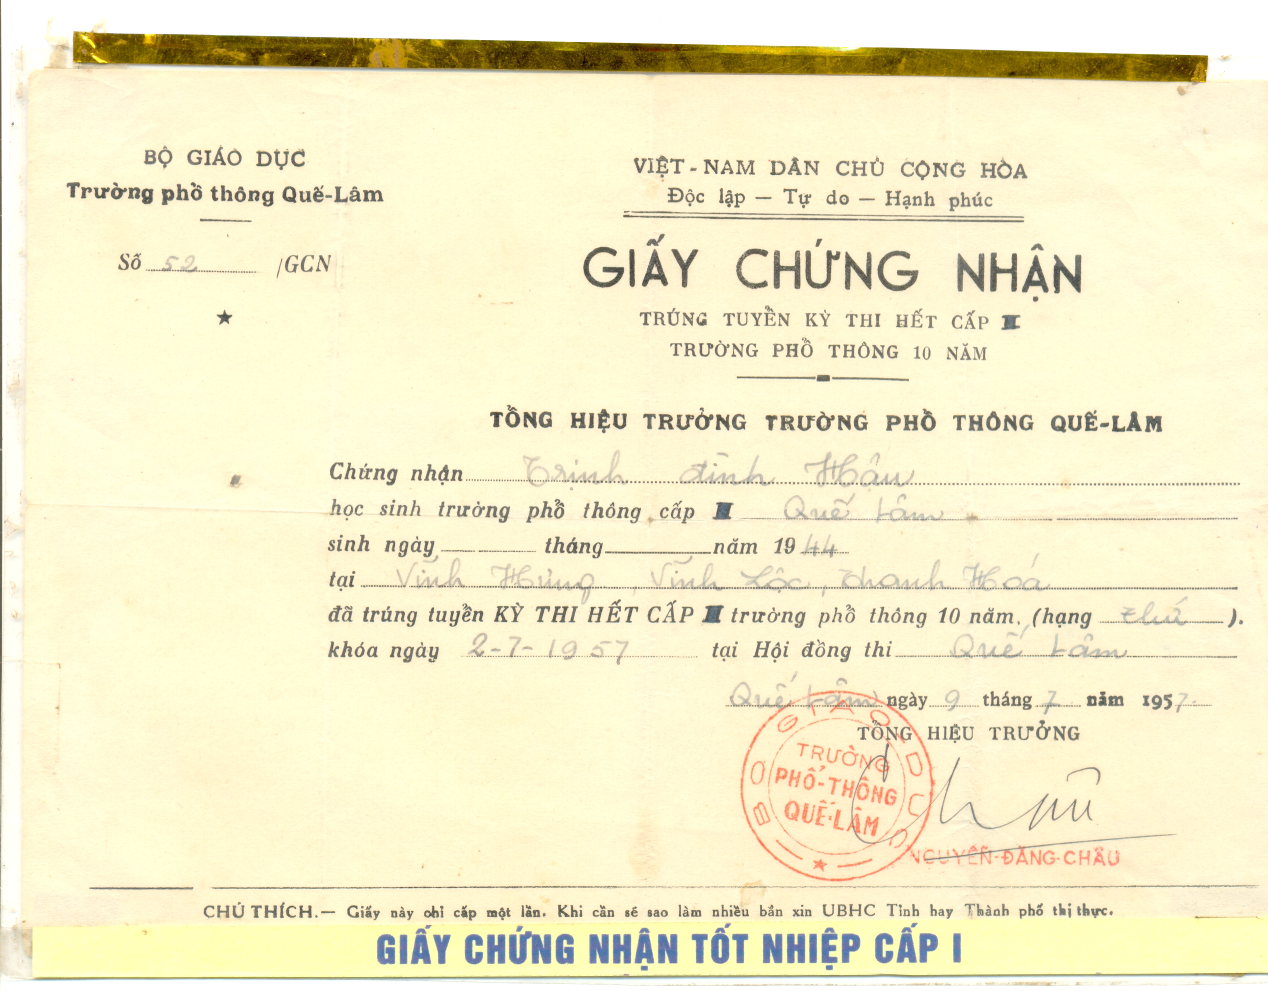 BỘ GIÁO DỤC
Trường phổ thông Quế-Lâm
Số 52 /GCN
VIỆT-NAM DÂN CHỦ CỘNG HÒA
Độc lập — Tự do — Hạnh phúc
GIẤY CHỨNG NHẬN
TRÚNG TUYỂN KỲ THI HẾT CẤP I
TRƯỜNG PHỔ THÔNG 10 NĂM
TỔNG HIỆU TRƯỞNG TRƯỜNG PHỔ THÔNG QUẾ-LÂM
Chứng nhận Trịnh đình Hậu
học sinh trường phổ thông cấp I Quế Lâm
sinh ngày tháng năm 1944
tại Vĩnh Hưng, Vĩnh Lộc, Thanh Hoá
đã trúng tuyển KỲ THI HẾT CẤP I trường phổ thông 10 năm, (hạng thứ ).
khóa ngày 2-7-1957 tại Hội đồng thi Quế Lâm
Quế Lâm ngày 9 tháng 7 năm 1957.
TỔNG HIỆU TRƯỞNG
BỘ GIÁO DỤC
TRƯỜNG
PHỔ-THÔNG
QUẾ-LÂM
NGUYỄN-ĐĂNG-CHÂU
CHÚ THÍCH.— Giấy này chỉ cấp một lần. Khi cần sẽ sao làm nhiều bản xin UBHC Tỉnh hay Thành phố thị thực.
GIẤY CHỨNG NHẬN TỐT NHIỆP CẤP I